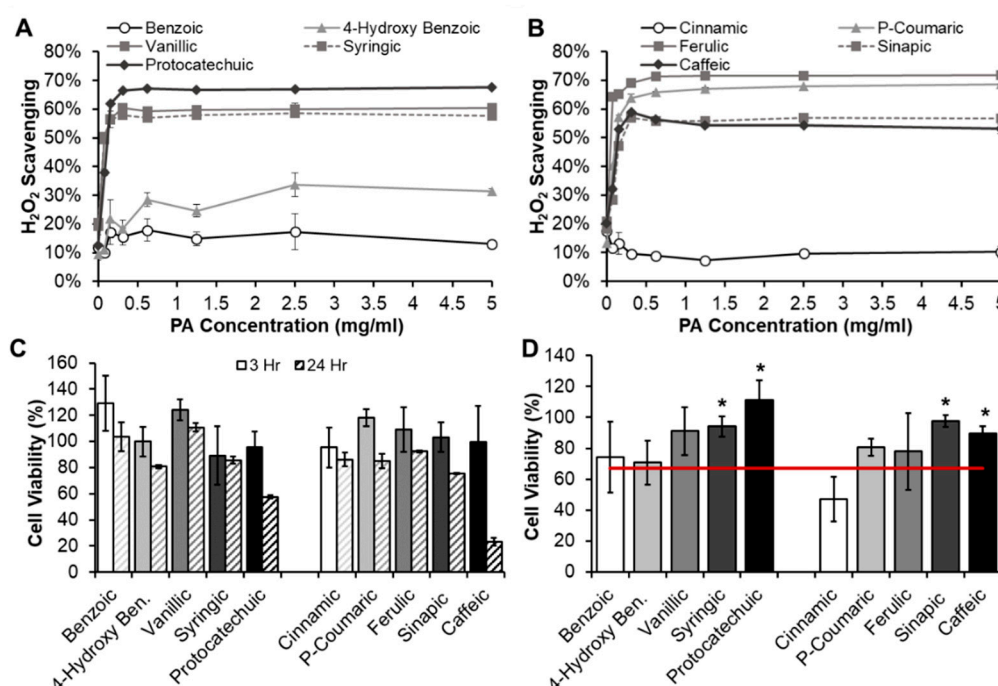 A
Benzoic 4-Hydroxy Benzoic
Vanillic Syringic
Protocatechuic
80%
70%
60%
50%
40%
30%
20%
10%
0%
H₂O₂ Scavenging
0 0.5 1 1.5 2 2.5 3 3.5 4 4.5 5
PA Concentration (mg/ml)
B
Cinnamic P-Coumaric
Ferulic Sinapic
Caffeic
80%
70%
60%
50%
40%
30%
20%
10%
0%
H₂O₂ Scavenging
0 0.5 1 1.5 2 2.5 3 3.5 4 4.5 5
PA Concentration (mg/ml)
C
3 Hr 24 Hr
160
140
120
100
80
60
40
20
0
Cell Viability (%)
Benzoic
4-Hydroxy Ben.
Vanillic
Syringic
Protocatechuic
Cinnamic
P-Coumaric
Ferulic
Sinapic
Caffeic
D
140
120
100
80
60
40
20
0
Cell Viability (%)
* * * *
Benzoic
4-Hydroxy Ben.
Vanillic
Syringic
Protocatechuic
Cinnamic
P-Coumaric
Ferulic
Sinapic
Caffeic